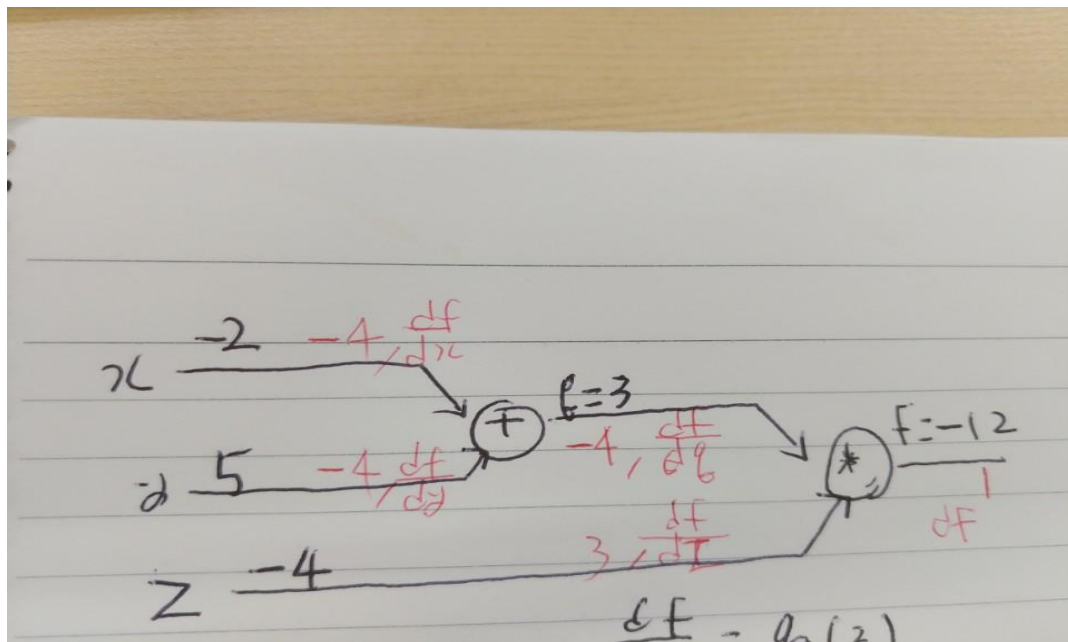 x -2 -4, df/dx
+ q=3 -4, df/dq
* f=-12 1 df
y 5 -4, df/dy
z -4 3, df/dz
df